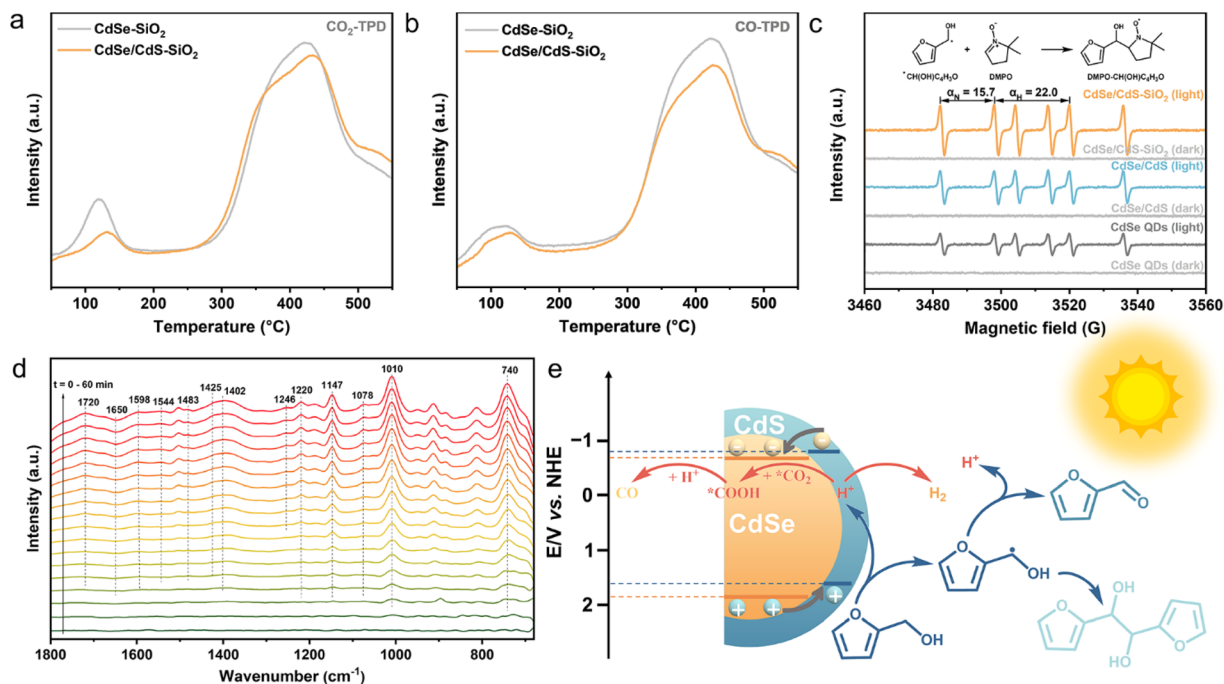 a
CO₂-TPD
CdSe-SiO₂
CdSe/CdS-SiO₂
Intensity (a.u.)
100 200 300 400 500
Temperature (°C)
b
CO-TPD
CdSe-SiO₂
CdSe/CdS-SiO₂
Intensity (a.u.)
100 200 300 400 500
Temperature (°C)
c
OH
+
O⁻
N⁺
OH
O•
N
O
O
•CH(OH)C₄H₃O
DMPO
DMPO-CH(OH)C₄H₃O
α_N = 15.7
α_H = 22.0
CdSe/CdS-SiO₂ (light)
CdSe/CdS-SiO₂ (dark)
CdSe/CdS (light)
CdSe/CdS (dark)
CdSe QDs (light)
CdSe QDs (dark)
Intensity (a.u.)
3460 3480 3500 3520 3540 3560
Magnetic field (G)
d
t = 0 - 60 min
1720 1650 1598 1544 1483 1425 1402 1246 1220 1147 1078 1010 740
Intensity (a.u.)
1800 1600 1400 1200 1000 800
Wavenumber (cm⁻¹)
e
E/V vs. NHE
−1
0
1
2
CdS
CdSe
CO
+ H⁺
*COOH
+ *CO₂
H⁺
H₂
H⁺
O
O
O
OH
O
OH
OH
O
O
HO